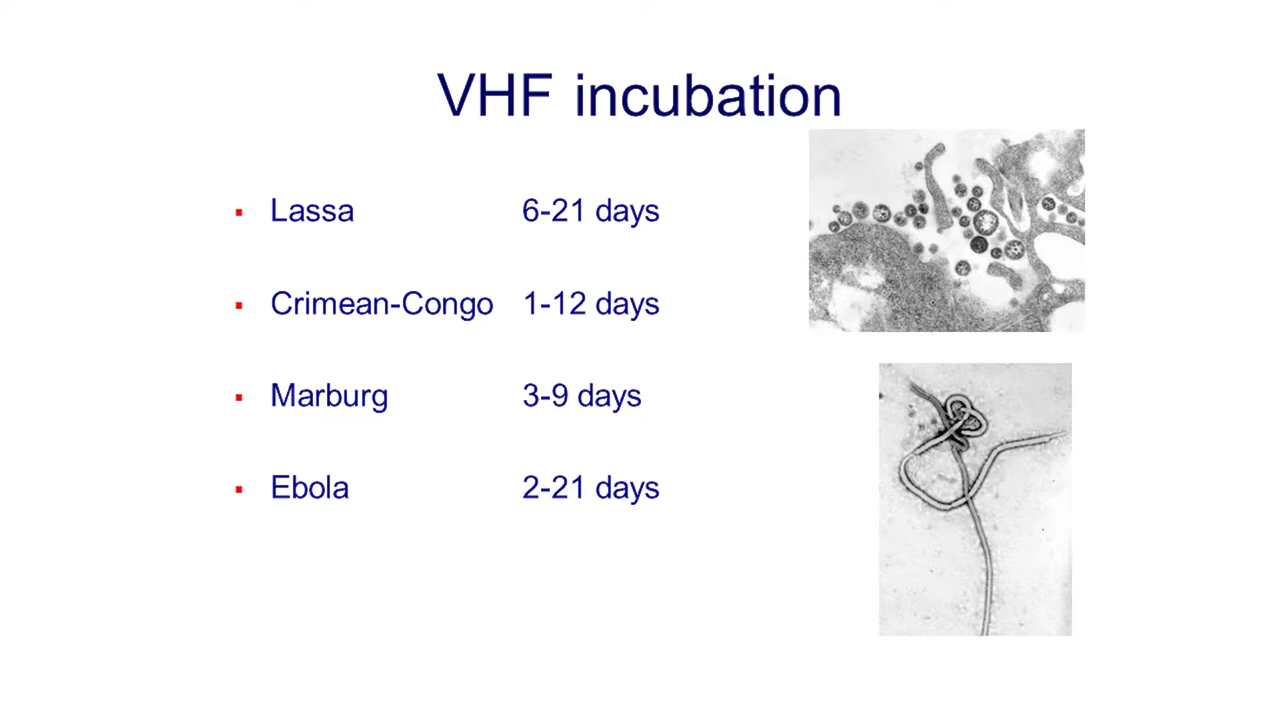 VHF incubation
▪ Lassa 6-21 days
▪ Crimean-Congo 1-12 days
▪ Marburg 3-9 days
▪ Ebola 2-21 days